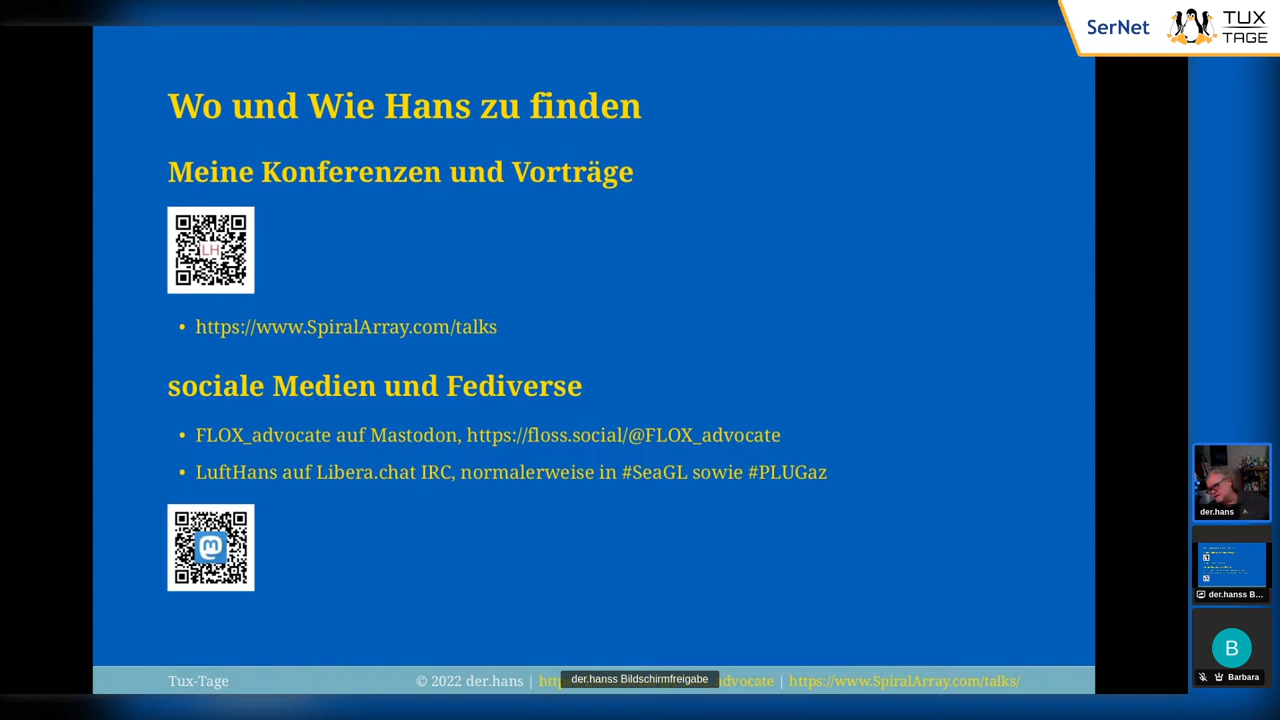 SerNet
TUX
TAGE
Wo und Wie Hans zu finden
Meine Konferenzen und Vorträge
LH
• https://www.SpiralArray.com/talks
sociale Medien und Fediverse
• FLOX_advocate auf Mastodon, https://floss.social/@FLOX_advocate
• LuftHans auf Libera.chat IRC, normalerweise in #SeaGL sowie #PLUGaz
der.hans
der.hanss B...
B
Barbara
Tux-Tage
© 2022 der.hans | advocate | https://www.SpiralArray.com/talks/
der.hanss Bildschirmfreigabe